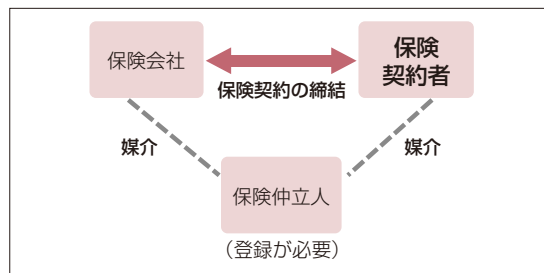 保険会社
保険
契約者
保険契約の締結
媒介
媒介
保険仲立人
（登録が必要）